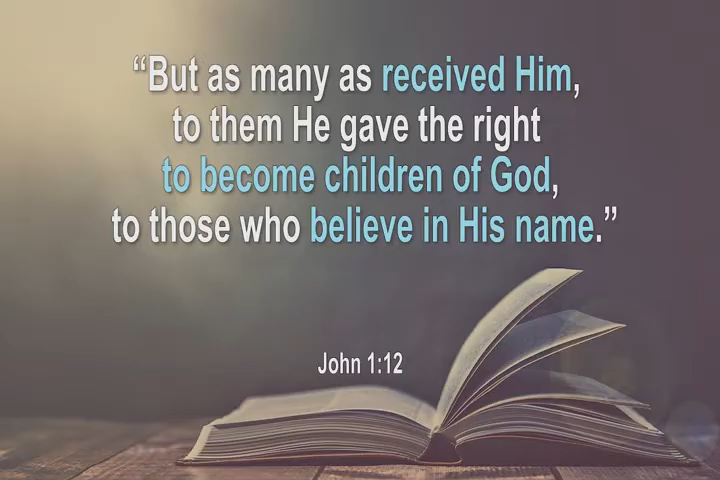 “But as many as received Him,
to them He gave the right
to become children of God,
to those who believe in His name.”
John 1:12